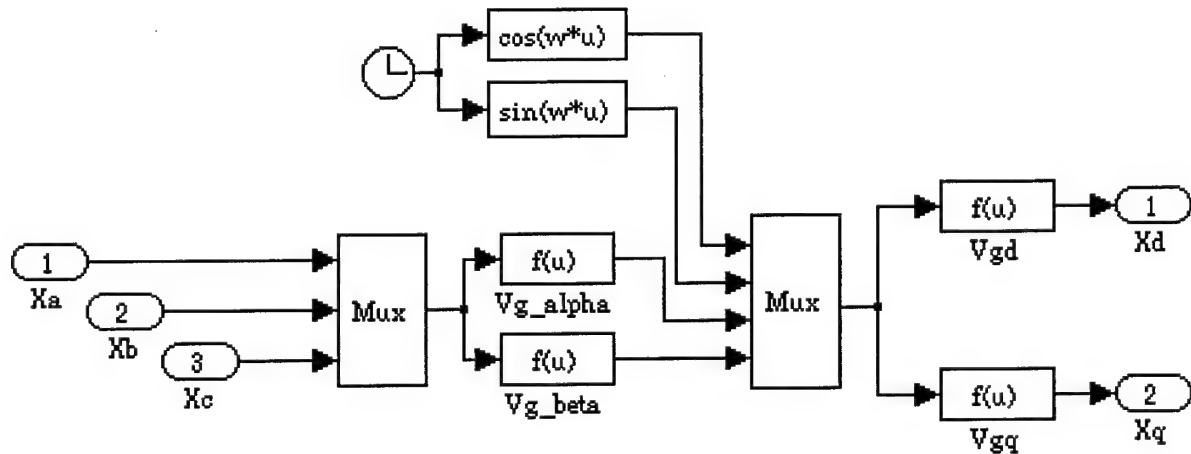 cos(w*u)
sin(w*u)
1
Xa
2
Xb
3
Xc
Mux
f(u)
Vg_alpha
f(u)
Vg_beta
Mux
f(u)
Vgd
1
Xd
f(u)
Vgq
2
Xq